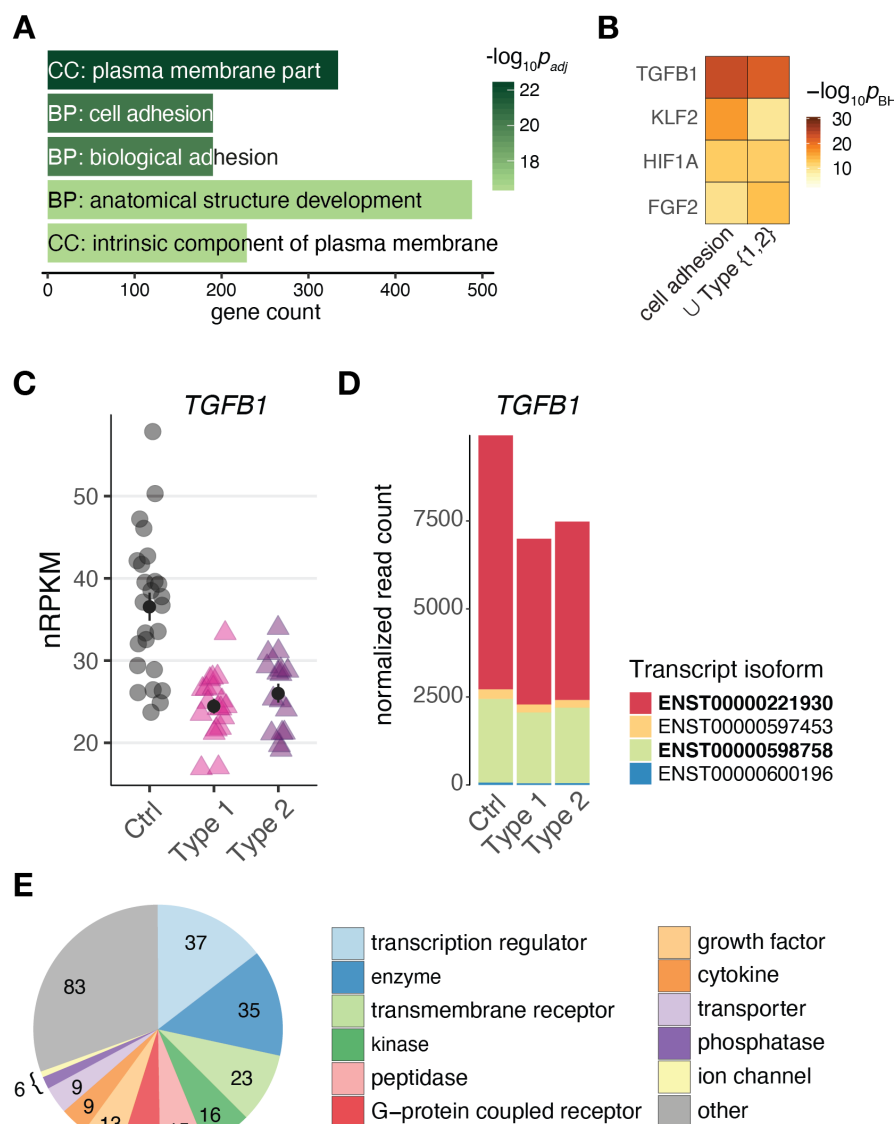 A
-log10padj
CC: plasma membrane part
BP: cell adhesion
BP: biological adhesion
BP: anatomical structure development
CC: intrinsic component of plasma membrane
22
20
18
0 100 200 300 400 500
gene count
B
TGFB1
KLF2
HIF1A
FGF2
cell adhesion
∪ Type {1,2}
−log10pBH
30
20
10
C
TGFB1
nRPKM
50
40
30
20
Ctrl Type 1 Type 2
D
TGFB1
normalized read count
7500
5000
2500
0
Ctrl Type 1 Type 2
Transcript isoform
ENST00000221930
ENST00000597453
ENST00000598758
ENST00000600196
E
37
35
23
16
9
9
6 {
83
transcription regulator
enzyme
transmembrane receptor
kinase
peptidase
G−protein coupled receptor
growth factor
cytokine
transporter
phosphatase
ion channel
other